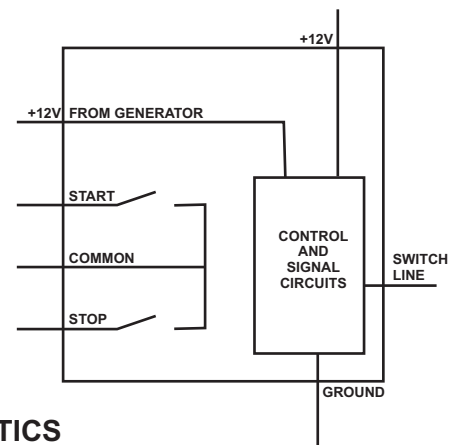 +12V
+12V FROM GENERATOR
START
CONTROL
AND
SIGNAL
CIRCUITS
COMMON
SWITCH
LINE
STOP
GROUND
TICS